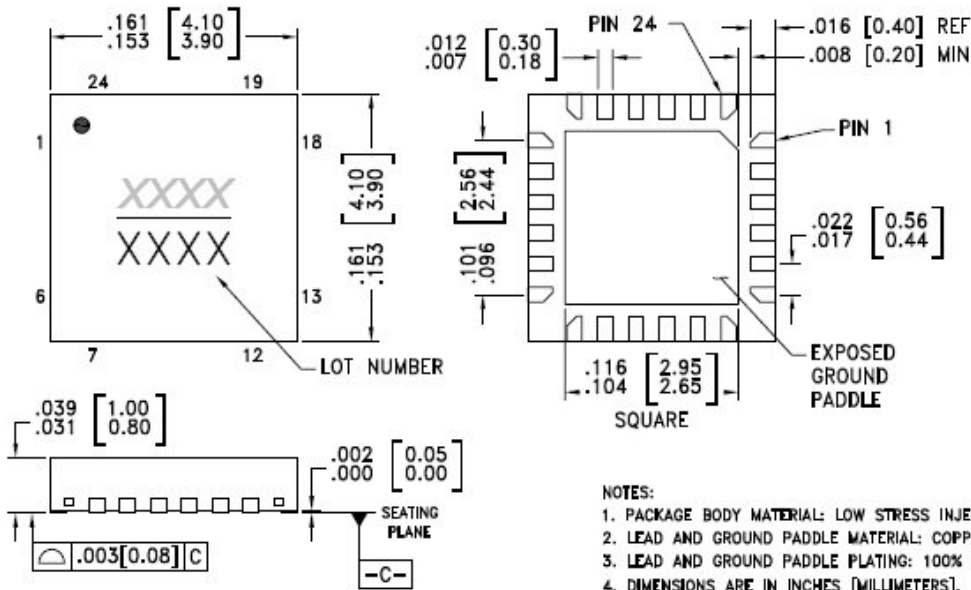 .161 [4.10]
.153 [3.90]
24
19
1
18
XXXX
XXXX
6
13
7
12
LOT NUMBER
[4.10]
[3.90]
.161
.153
.012 [0.30]
.007 [0.18]
PIN 24
.016 [0.40] REF
.008 [0.20] MIN
PIN 1
[2.56]
[2.44]
.101
.096
.022 [0.56]
.017 [0.44]
.116 [2.95]
.104 [2.65]
SQUARE
EXPOSED
GROUND
PADDLE
.039 [1.00]
.031 [0.80]
.002 [0.05]
.000 [0.00]
SEATING
PLANE
.003[0.08] C
-C-
NOTES:
1. PACKAGE BODY MATERIAL: LOW STRESS INJE
2. LEAD AND GROUND PADDLE MATERIAL: COPP
3. LEAD AND GROUND PADDLE PLATING: 100%
4. DIMENSIONS ARE IN INCHES [MILLIMETERS].